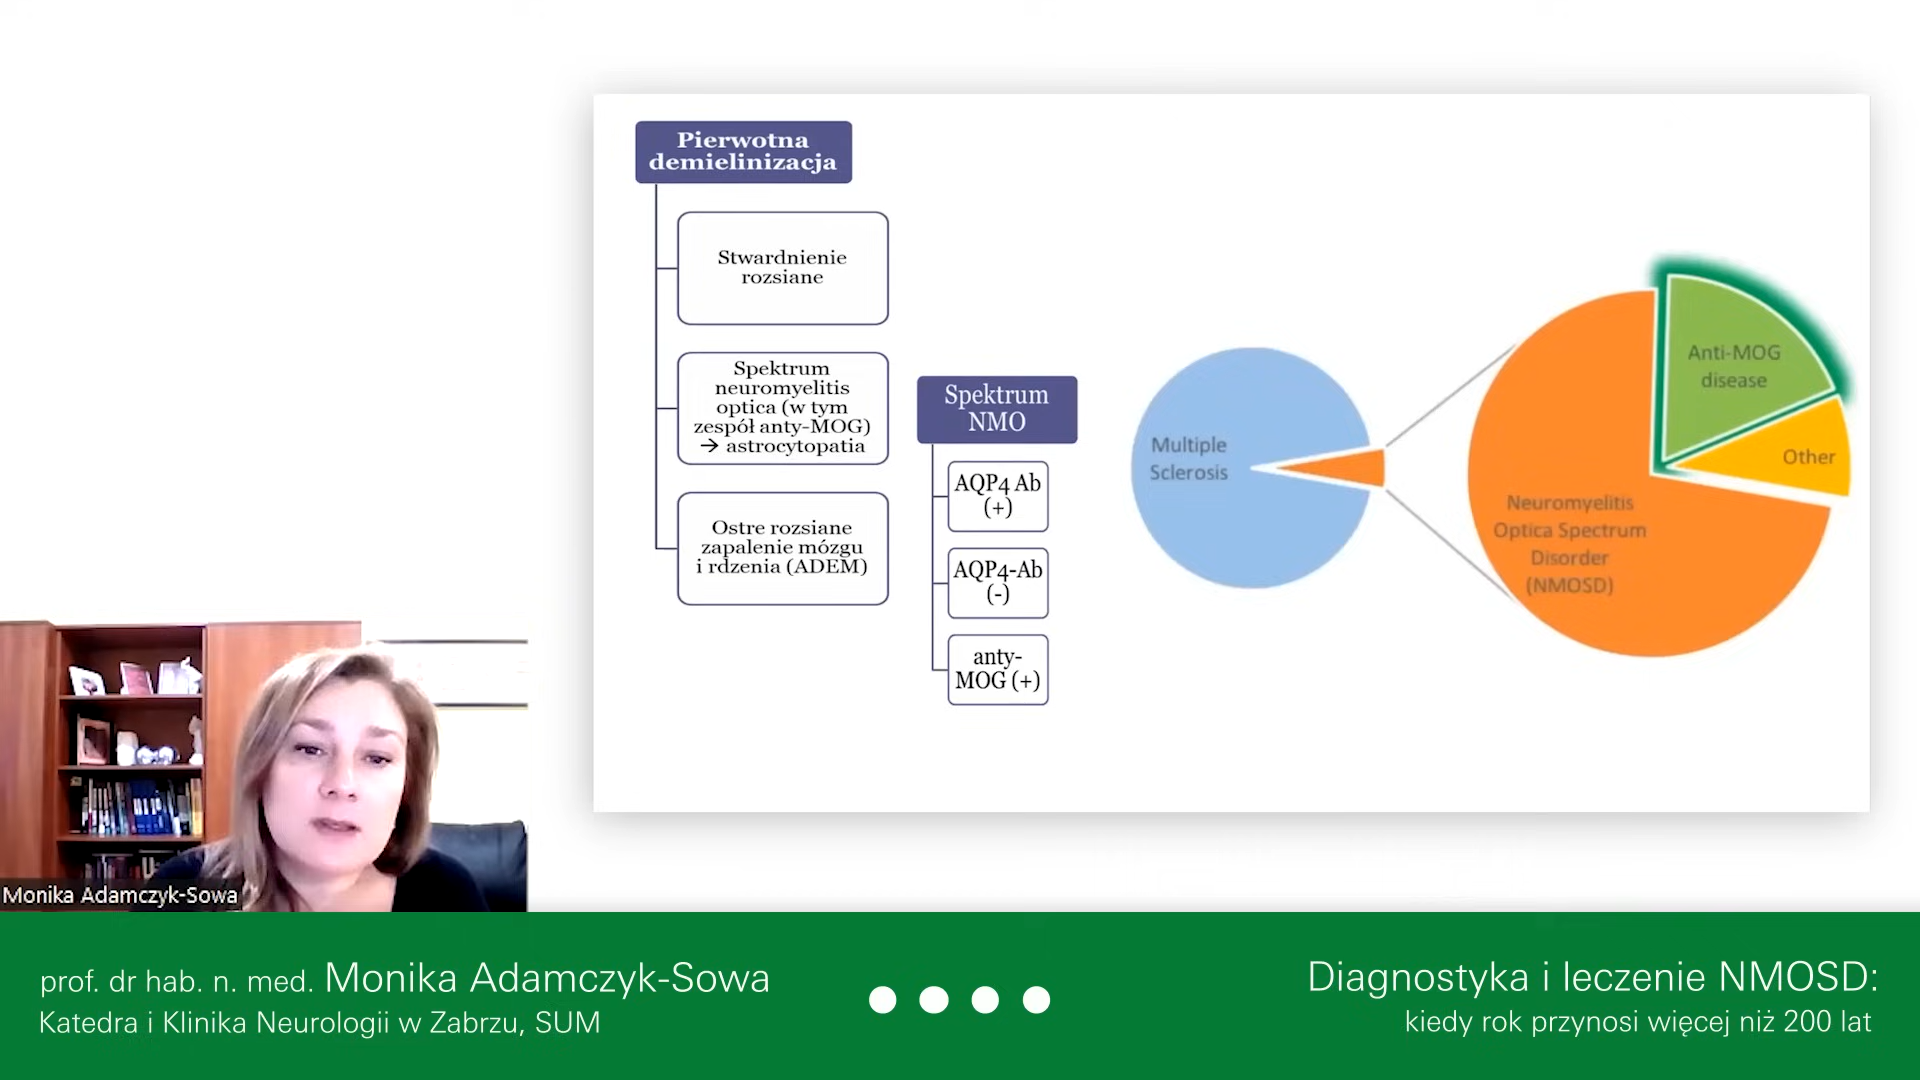 Pierwotna
demielinizacja
Stwardnienie
rozsiane
Spektrum
neuromyelitis
optica (w tym
zespół anty-MOG)
→ astrocytopatia
Ostre rozsiane
zapalenie mózgu
i rdzenia (ADEM)
Spektrum
NMO
AQP4 Ab
(+)
AQP4-Ab
(-)
anty-
MOG (+)
Multiple
Sclerosis
Anti-MOG
disease
Other
Neuromyelitis
Optica Spectrum
Disorder
(NMOSD)
Monika Adamczyk-Sowa
prof. dr hab. n. med. Monika Adamczyk-Sowa
Katedra i Klinika Neurologii w Zabrzu, SUM
Diagnostyka i leczenie NMOSD:
kiedy rok przynosi więcej niż 200 lat